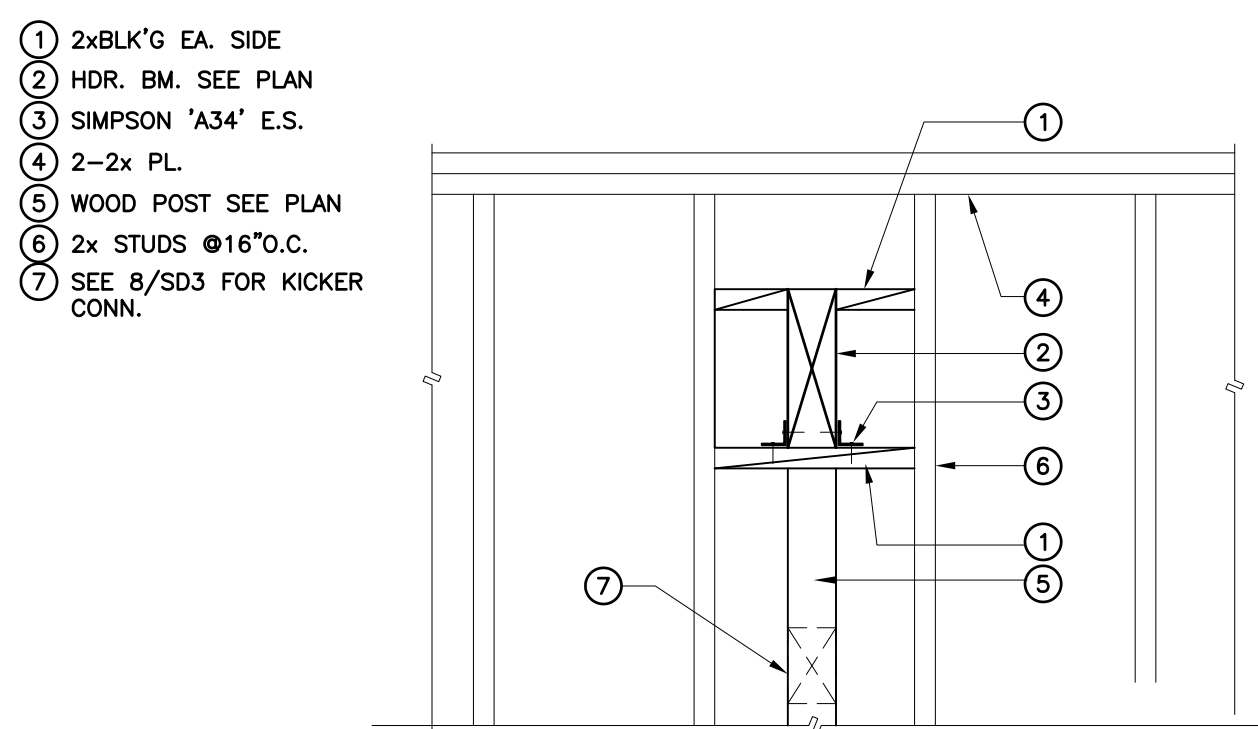 1 2xBLK'G EA. SIDE
2 HDR. BM. SEE PLAN
3 SIMPSON 'A34' E.S.
4 2-2x PL.
5 WOOD POST SEE PLAN
6 2x STUDS @16"O.C.
7 SEE 8/SD3 FOR KICKER
CONN.
1
4
2
3
6
1
5
7